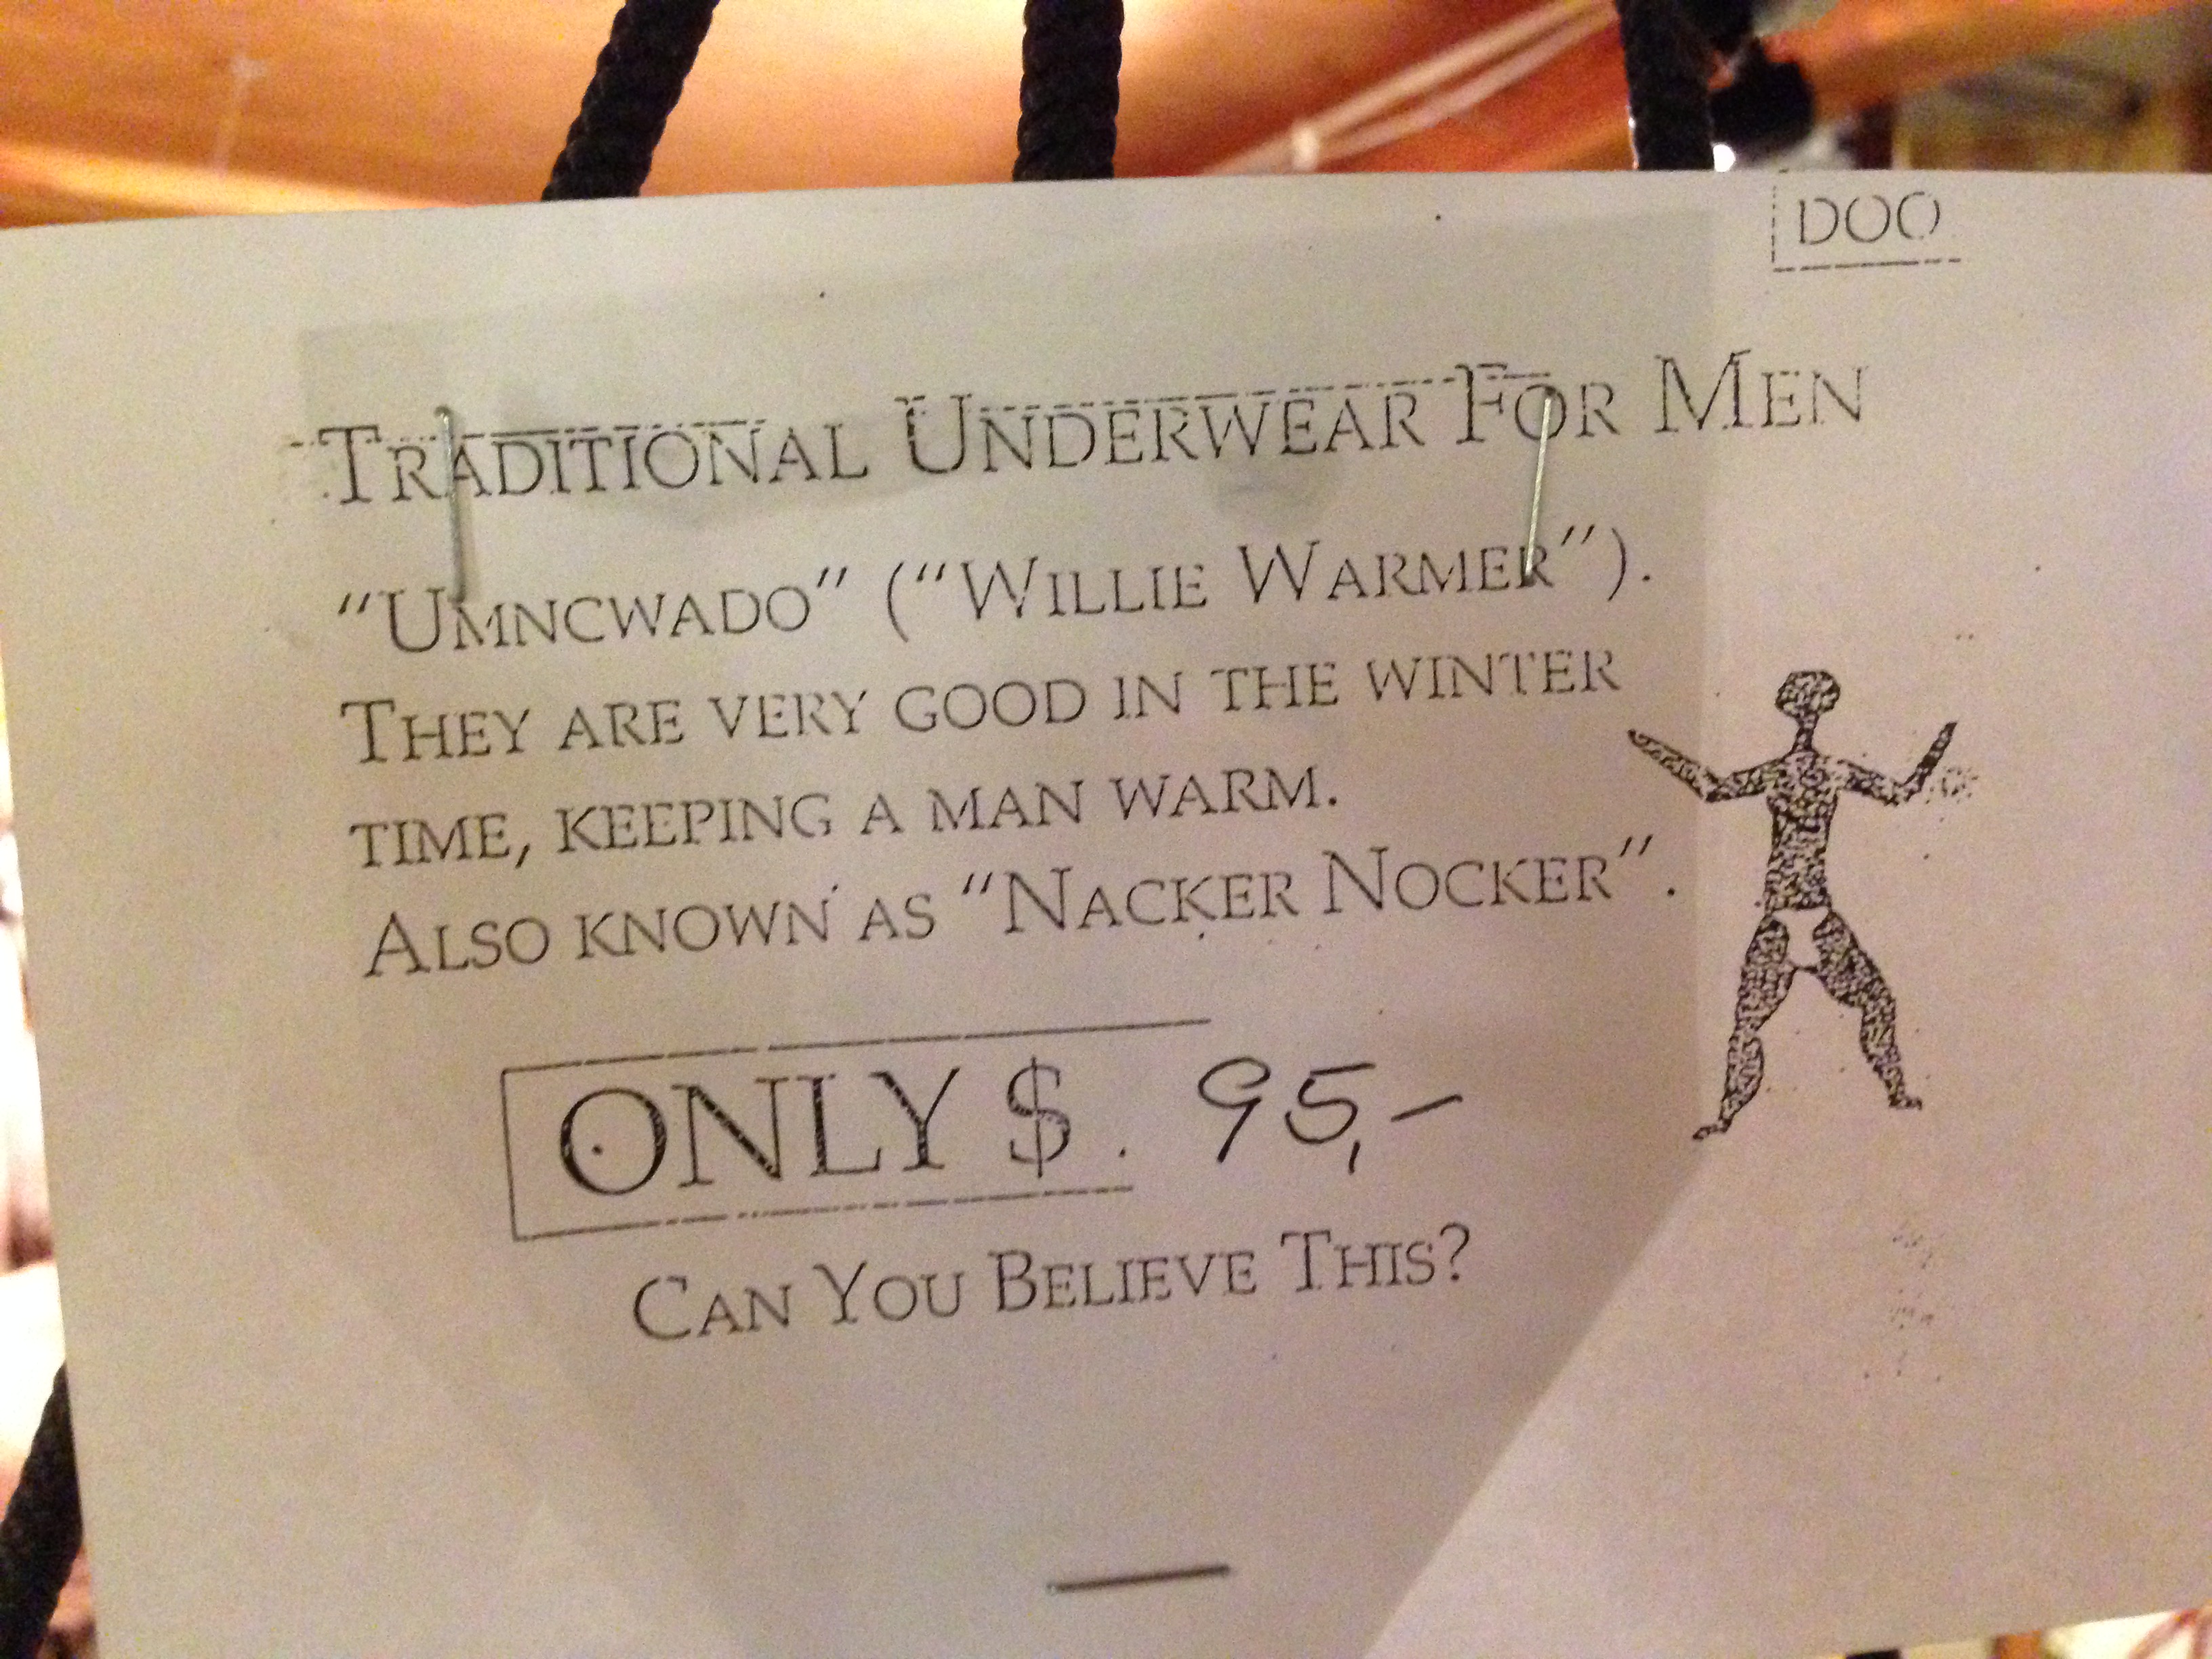 DOO
TRADITIONAL UNDERWEAR FOR MEN
"UMNCWADO" ("WILLIE WARMER").
THEY ARE VERY GOOD IN THE WINTER
TIME, KEEPING A MAN WARM.
ALSO KNOWN AS "NACKER NOCKER".
ONLY $. 95,-
CAN YOU BELIEVE THIS?